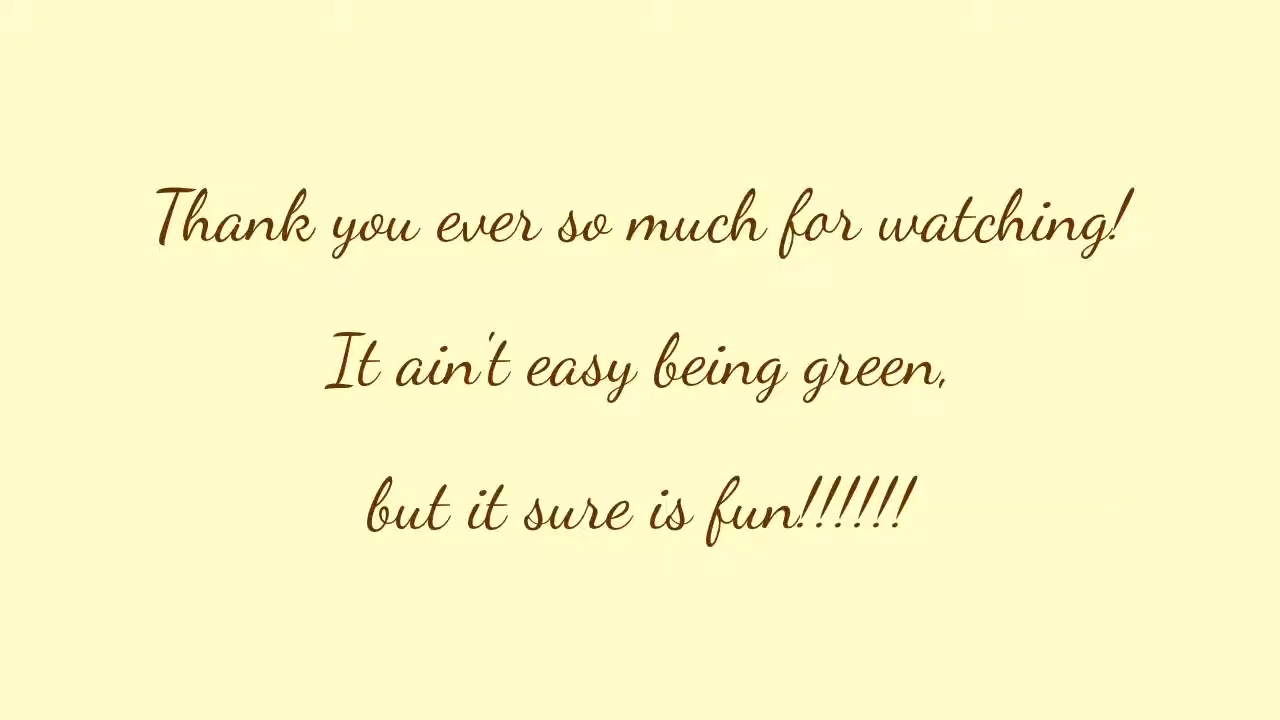 Thank you ever so much for watching!
It ain't easy being green,
but it sure is fun!!!!!!